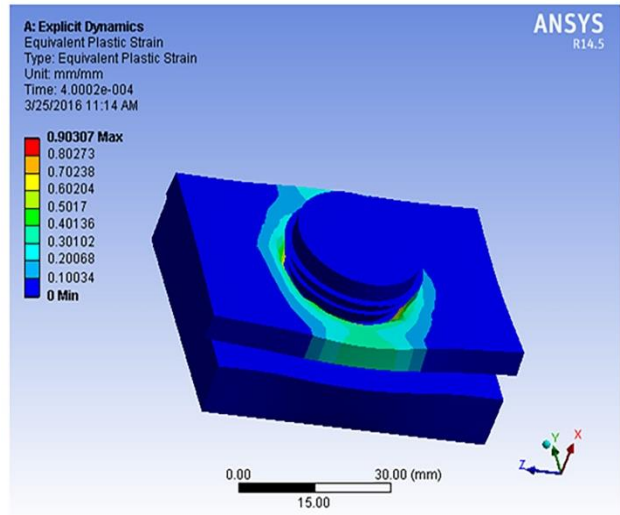 A: Explicit Dynamics
Equivalent Plastic Strain
Type: Equivalent Plastic Strain
Unit: mm/mm
Time: 4.0002e-004
3/25/2016 11:14 AM
ANSYS
R14.5
0.90307 Max
0.80273
0.70238
0.60204
0.5017
0.40136
0.30102
0.20068
0.10034
0 Min
0.00 30.00 (mm)
15.00
Y X
Z